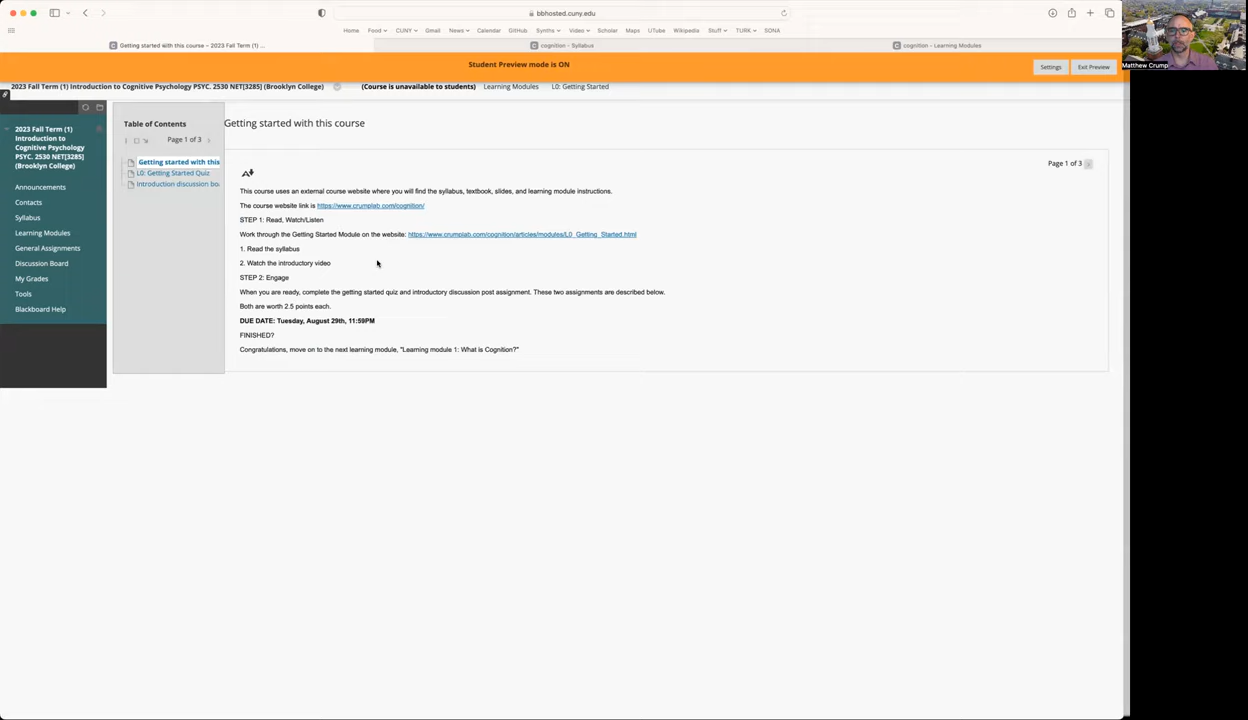 bbhosted.cuny.edu
Home Food CUNY Gmail News Calendar GitHub Synths Video Scholar Maps UTube Wikipedia Stuff TURK SONA
Getting started with this course – 2023 Fall Term (1) ...
cognition - Syllabus
cognition - Learning Modules
Matthew Crump
Student Preview mode is ON
Settings
Exit Preview
2023 Fall Term (1) Introduction to Cognitive Psychology PSYC. 2530 NET[3285] (Brooklyn College)
(Course is unavailable to students)
Learning Modules
L0: Getting Started
2023 Fall Term (1)
Introduction to
Cognitive Psychology
PSYC. 2530 NET[3285]
(Brooklyn College)
Announcements
Contacts
Syllabus
Learning Modules
General Assignments
Discussion Board
My Grades
Tools
Blackboard Help
Table of Contents
Page 1 of 3
Getting started with this
L0: Getting Started Quiz
Introduction discussion boa
Getting started with this course
Page 1 of 3
This course uses an external course website where you will find the syllabus, textbook, slides, and learning module instructions.
The course website link is https://www.crumplab.com/cognition/
STEP 1: Read, Watch/Listen
Work through the Getting Started Module on the website: https://www.crumplab.com/cognition/articles/modules/L0_Getting_Started.html
1. Read the syllabus
2. Watch the introductory video
STEP 2: Engage
When you are ready, complete the getting started quiz and introductory discussion post assignment. These two assignments are described below.
Both are worth 2.5 points each.
DUE DATE: Tuesday, August 29th, 11:59PM
FINISHED?
Congratulations, move on to the next learning module, "Learning module 1: What is Cognition?"